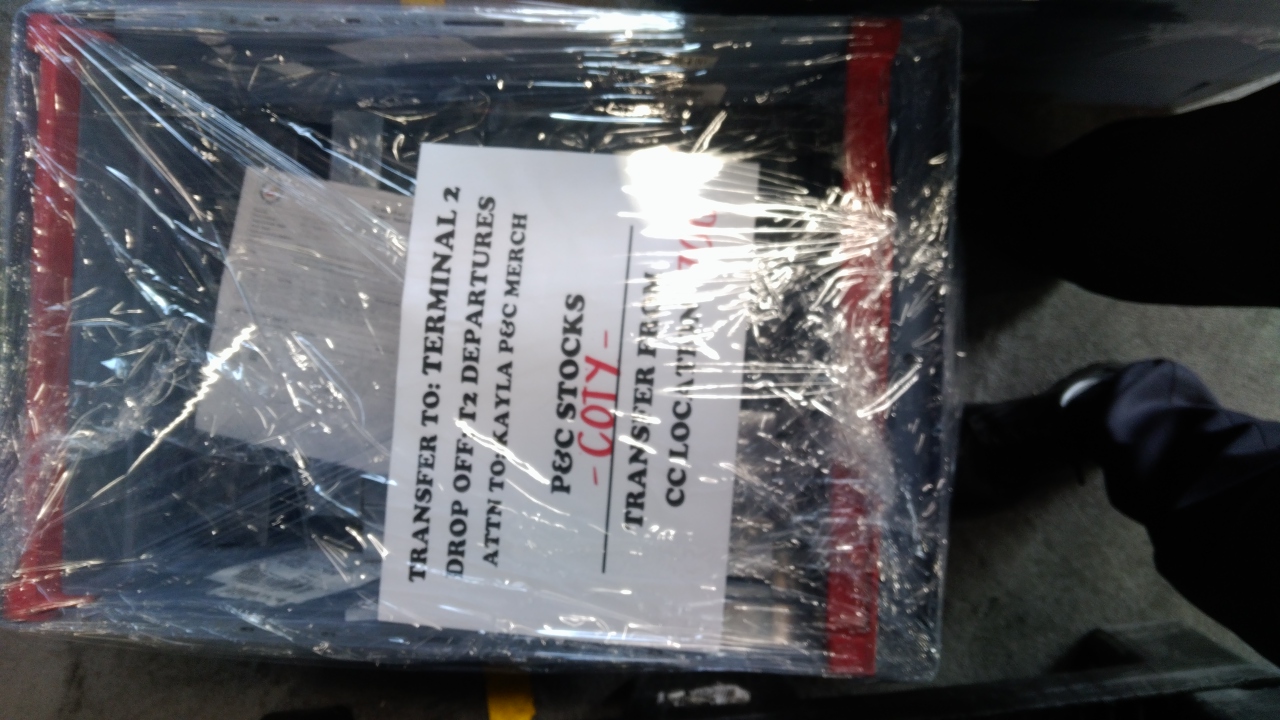 TRANSFER TO: TERMINAL 2
DROP OFF: T2 DEPARTURES
ATTN TO: KAYLA P&C MERCH
P&C STOCKS
- COTY -
TRANSFER FROM
CC LOCATION